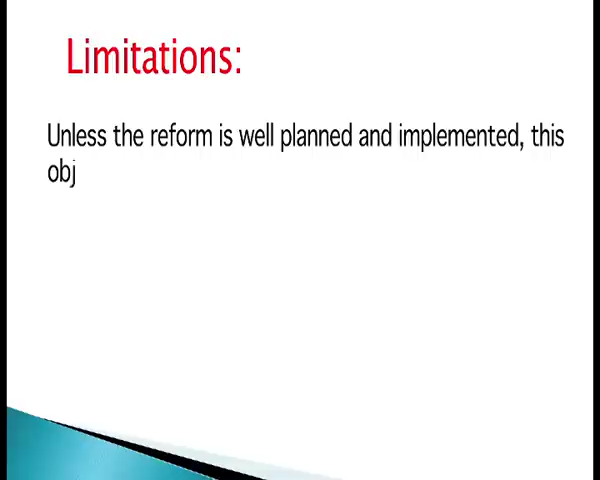 Limitations:
Unless the reform is well planned and implemented, this
obj